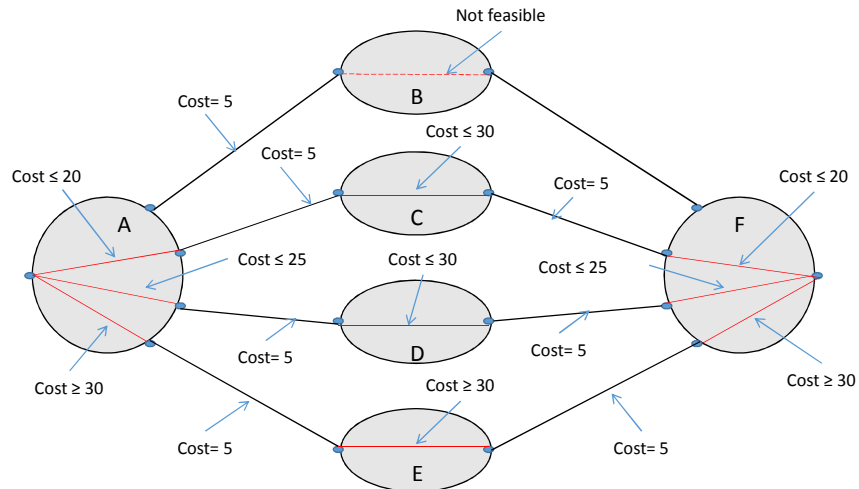 Not feasible
B
Cost= 5
Cost ≤ 30
Cost= 5
Cost ≤ 20
Cost= 5
Cost ≤ 20
A
C
F
Cost ≤ 25
Cost ≤ 30
Cost ≤ 25
D
Cost= 5
Cost= 5
Cost ≥ 30
Cost ≥ 30
Cost ≥ 30
Cost= 5
Cost= 5
E